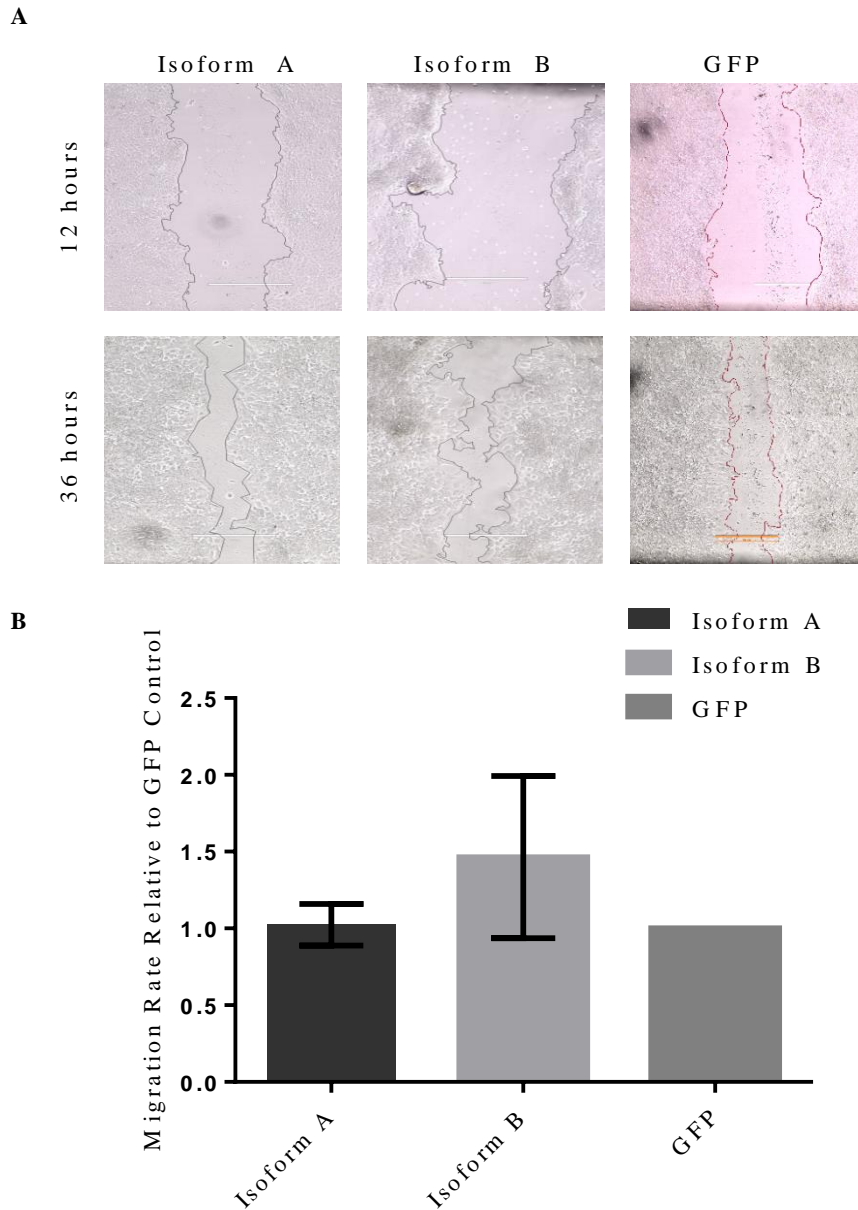 A
Isoform A
Isoform B
GFP
12 hours
36 hours
B
Isoform A
Isoform B
GFP
Migration Rate Relative to GFP Control
2.5
2.0
1.5
1.0
0.5
0.0
Isoform A
Isoform B
GFP